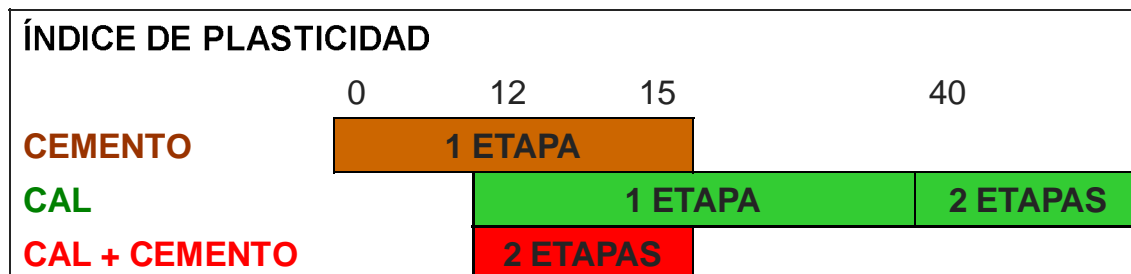 ÍNDICE DE PLASTICIDAD
0 12 15 40
CEMENTO 1 ETAPA
CAL 1 ETAPA 2 ETAPAS
CAL + CEMENTO 2 ETAPAS